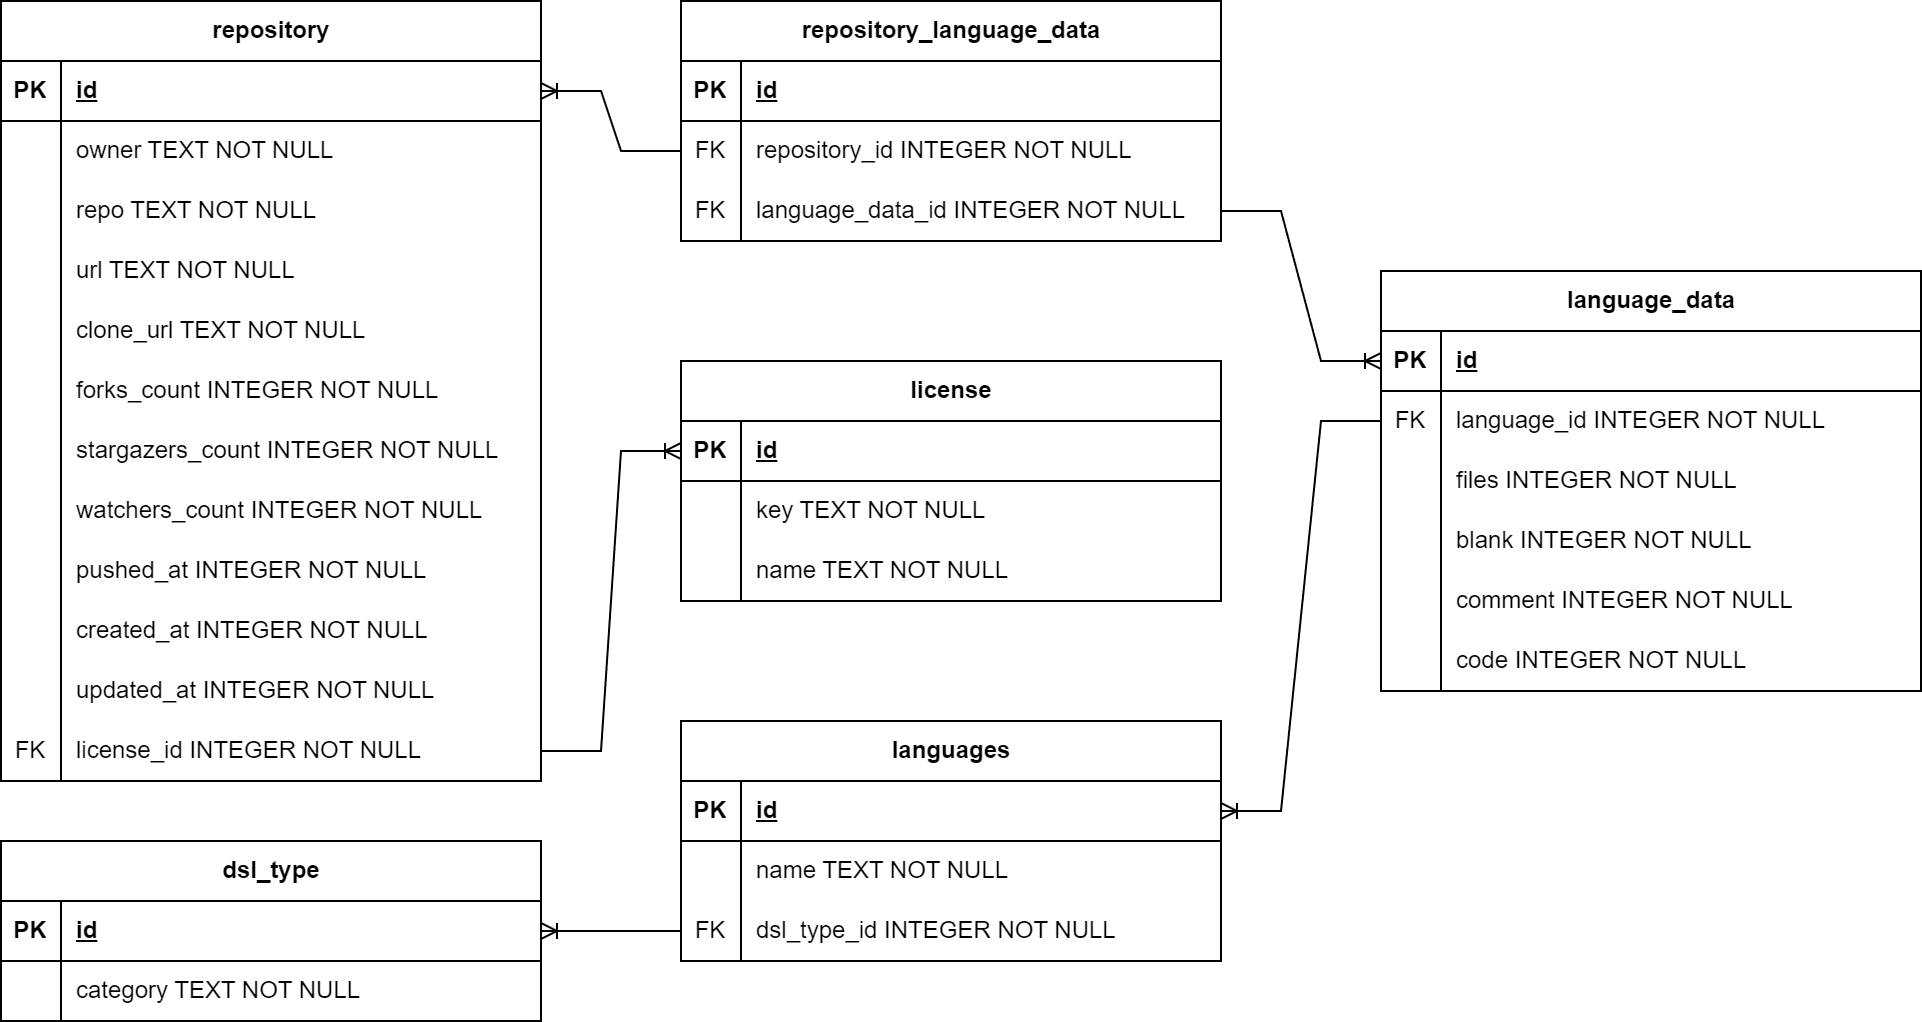 repository
PK id
owner TEXT NOT NULL
repo TEXT NOT NULL
url TEXT NOT NULL
clone_url TEXT NOT NULL
forks_count INTEGER NOT NULL
stargazers_count INTEGER NOT NULL
watchers_count INTEGER NOT NULL
pushed_at INTEGER NOT NULL
created_at INTEGER NOT NULL
updated_at INTEGER NOT NULL
FK license_id INTEGER NOT NULL
repository_language_data
PK id
FK repository_id INTEGER NOT NULL
FK language_data_id INTEGER NOT NULL
license
PK id
key TEXT NOT NULL
name TEXT NOT NULL
language_data
PK id
FK language_id INTEGER NOT NULL
files INTEGER NOT NULL
blank INTEGER NOT NULL
comment INTEGER NOT NULL
code INTEGER NOT NULL
languages
PK id
name TEXT NOT NULL
FK dsl_type_id INTEGER NOT NULL
dsl_type
PK id
category TEXT NOT NULL